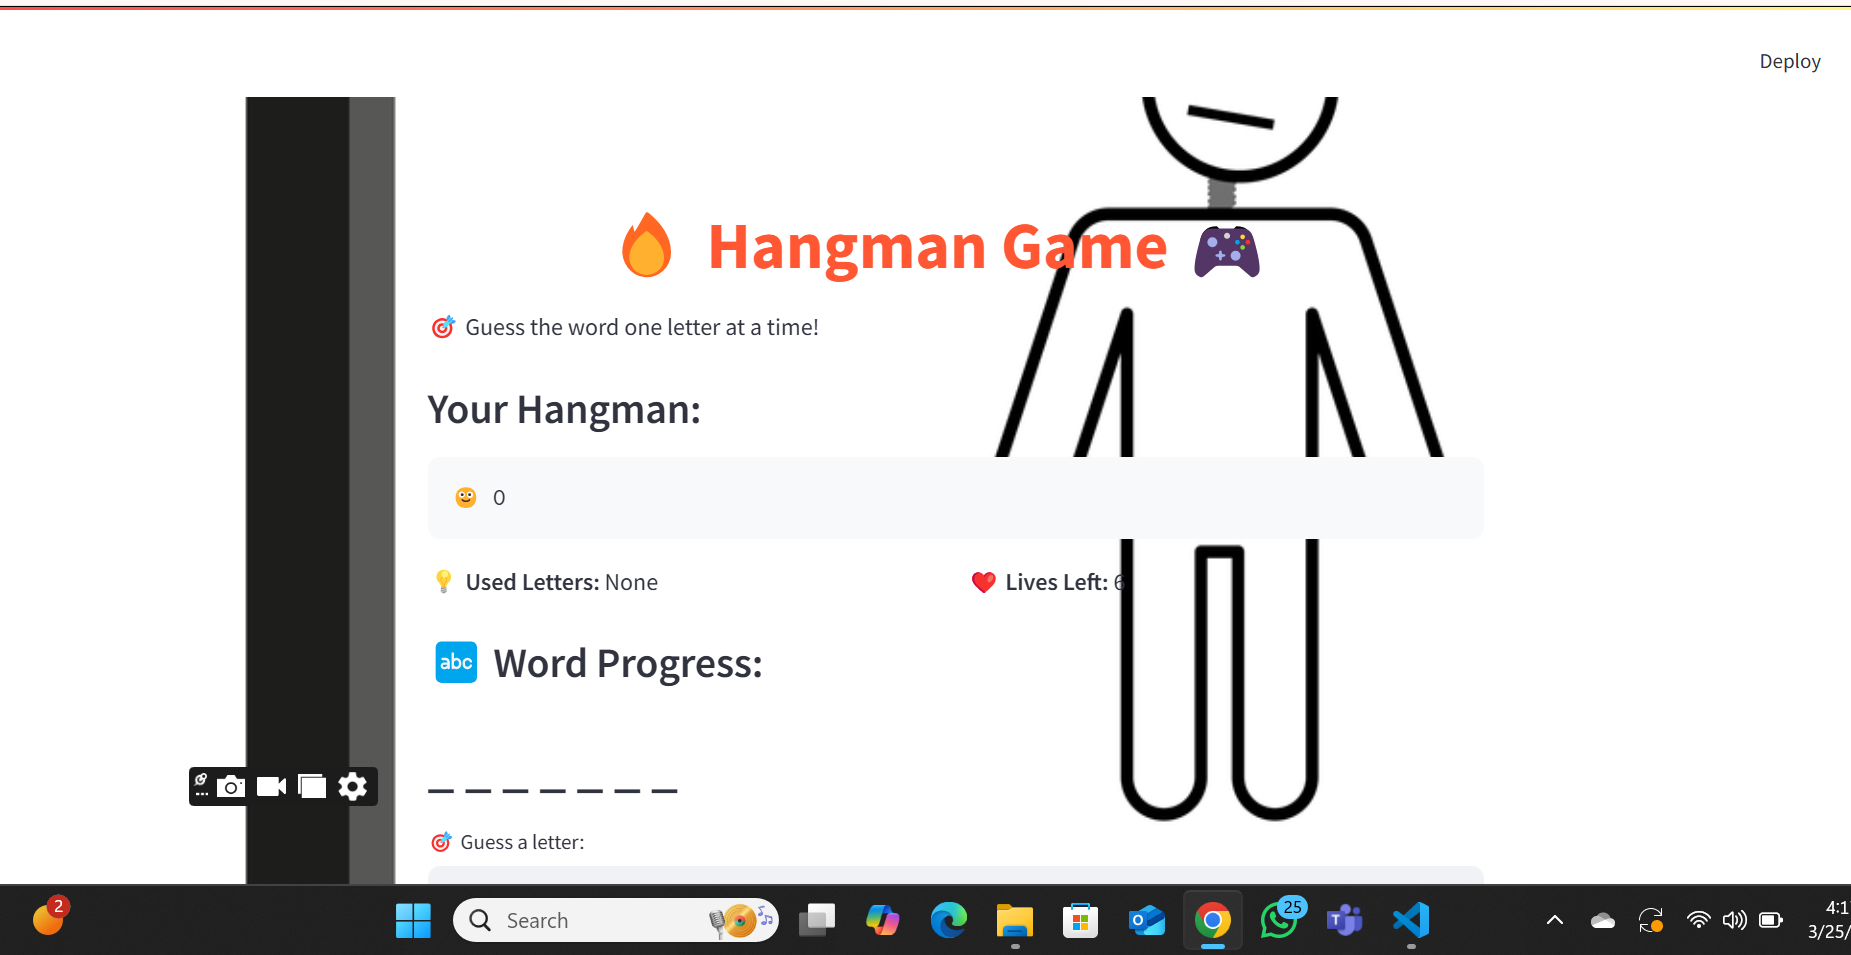 Deploy
Hangman Game
Guess the word one letter at a time!
Your Hangman:
0
Used Letters: None
Lives Left: 6
abc Word Progress:
_ _ _ _ _ _ _
Guess a letter:
2
Search
25
4:1
3/25/